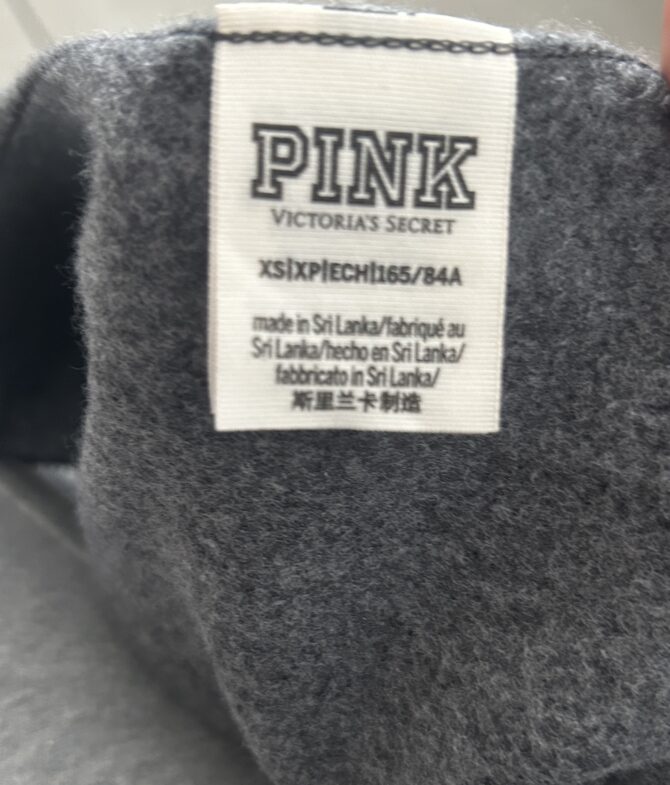 PINK
VICTORIA'S SECRET
XS|XP|ECH|165/84A
made in Sri Lanka/fabriqué au
Sri Lanka/hecho en Sri Lanka/
fabbricato in Sri Lanka/
斯里兰卡制造